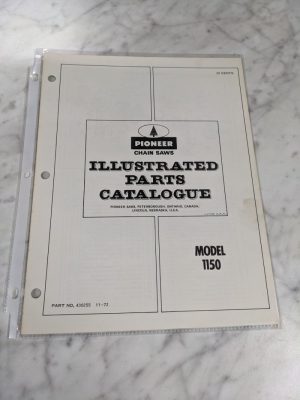 PIONEER
CHAIN SAWS
ILLUSTRATED
PARTS
CATALOGUE
PIONEER SAWS, PETERBOROUGH, ONTARIO, CANADA.
LINCOLN, NEBRASKA, U.S.A.
MODEL
1150
PART NO. 430255 11-72